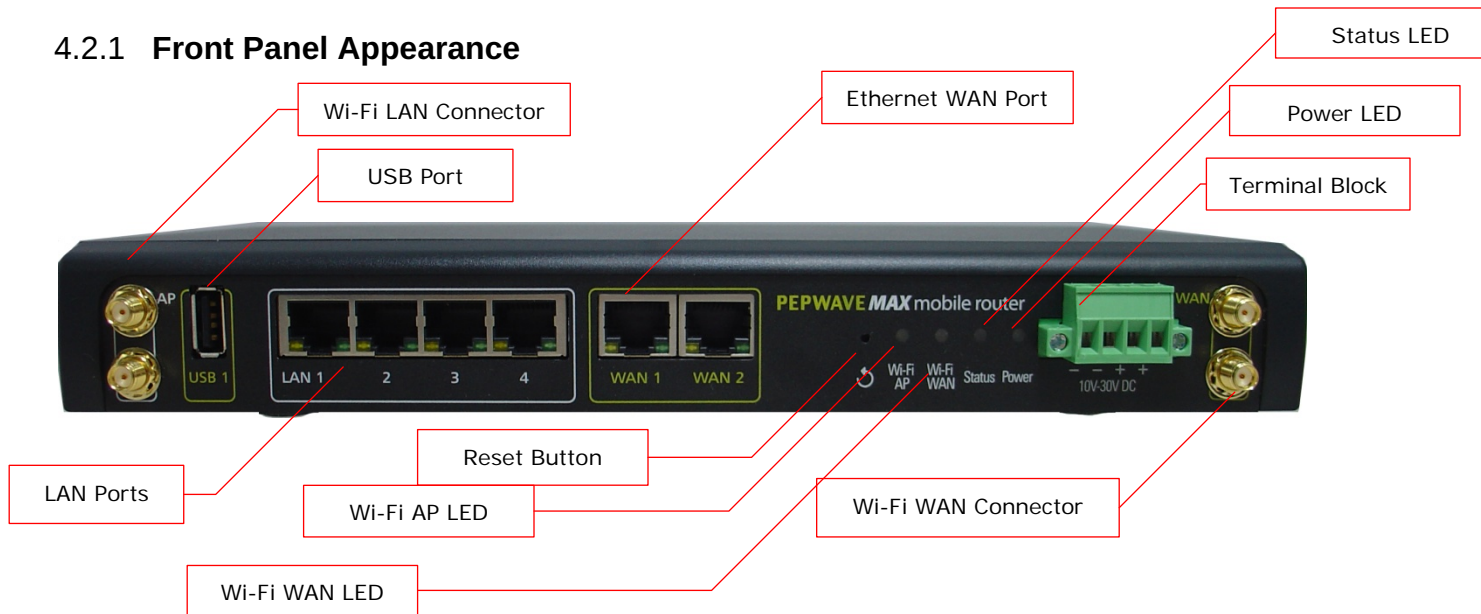 4.2.1 Front Panel Appearance
Status LED
Ethernet WAN Port
Wi-Fi LAN Connector
Power LED
USB Port
Terminal Block
AP
USB 1
LAN 1 2 3 4
WAN 1 WAN 2
PEPWAVE MAX mobile router
Wi-Fi AP
Wi-Fi WAN
Status
Power
− − + +
10V-30V DC
WAN
Reset Button
LAN Ports
Wi-Fi AP LED
Wi-Fi WAN Connector
Wi-Fi WAN LED